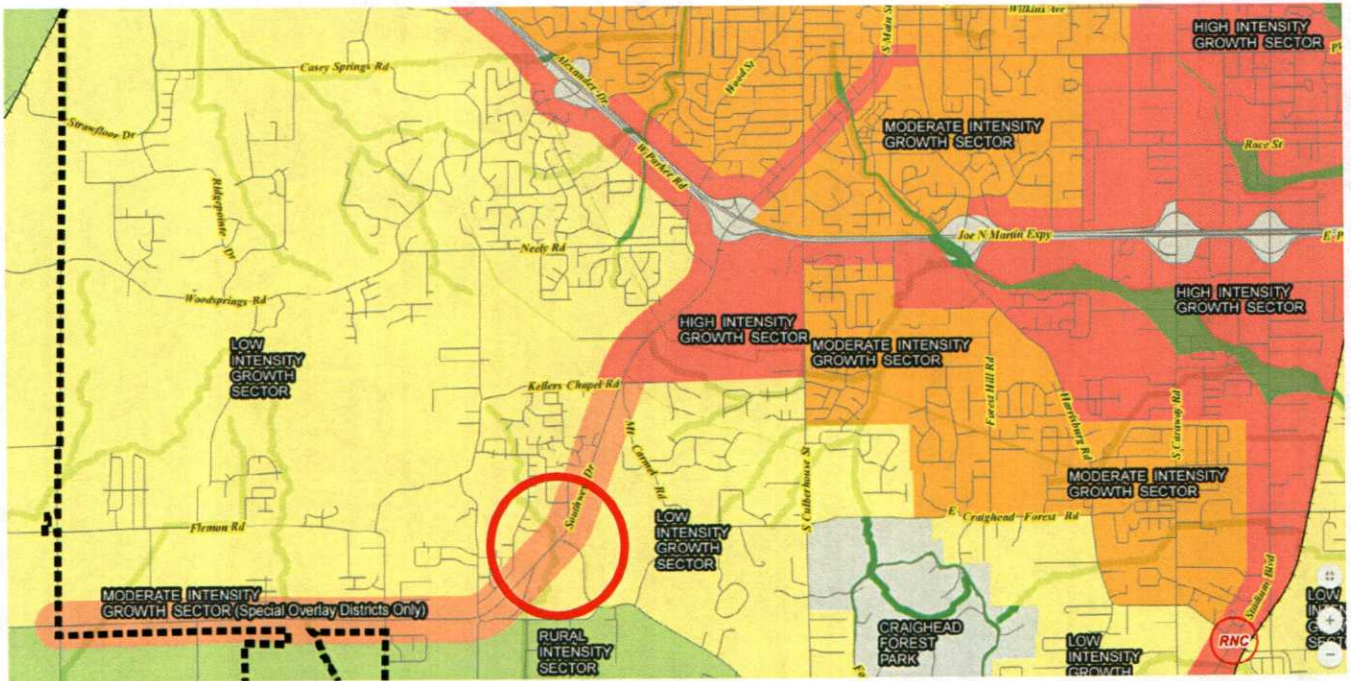 Wilkins Ave
S Main St
HIGH INTENSITY
GROWTH SECTOR
Casey Springs Rd
Alexander Dr
Wood St
Strawfloor Dr
MODERATE INTENSITY
GROWTH SECTOR
Race St
W Parker Rd
Ridgepointe Dr
Neely Rd
Joe N Martin Expy
E P
Woodsprings Rd
HIGH INTENSITY
GROWTH SECTOR
HIGH INTENSITY
GROWTH SECTOR
MODERATE INTENSITY
GROWTH SECTOR
LOW
INTENSITY
GROWTH
SECTOR
Kellers Chapel Rd
Forest Hill Rd
Harrisburg Rd
S Caraway Rd
Mt Carmel Rd
S Culberhouse St
MODERATE INTENSITY
GROWTH SECTOR
Southwest Dr
Flemon Rd
LOW
INTENSITY
GROWTH
SECTOR
E Craighead Forest Rd
MODERATE INTENSITY
GROWTH SECTOR (Special Overlay Districts Only)
Stadium Blvd
LOW
INTEN
GRO
SECT
RURAL
INTENSITY
SECTOR
CRAIGHEAD
FOREST
PARK
RNC
LOW
INTENSITY
GROWTH